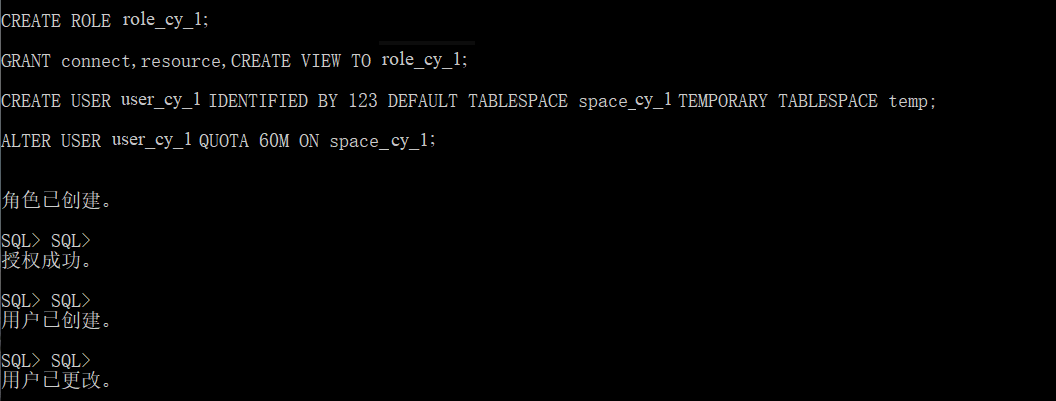 CREATE ROLE role_cy_1;
GRANT connect,resource,CREATE VIEW TO role_cy_1;
CREATE USER user_cy_1 IDENTIFIED BY 123 DEFAULT TABLESPACE space_cy_1 TEMPORARY TABLESPACE temp;
ALTER USER user_cy_1 QUOTA 60M ON space_cy_1;
角色已创建。
SQL> SQL>
授权成功。
SQL> SQL>
用户已创建。
SQL> SQL>
用户已更改。